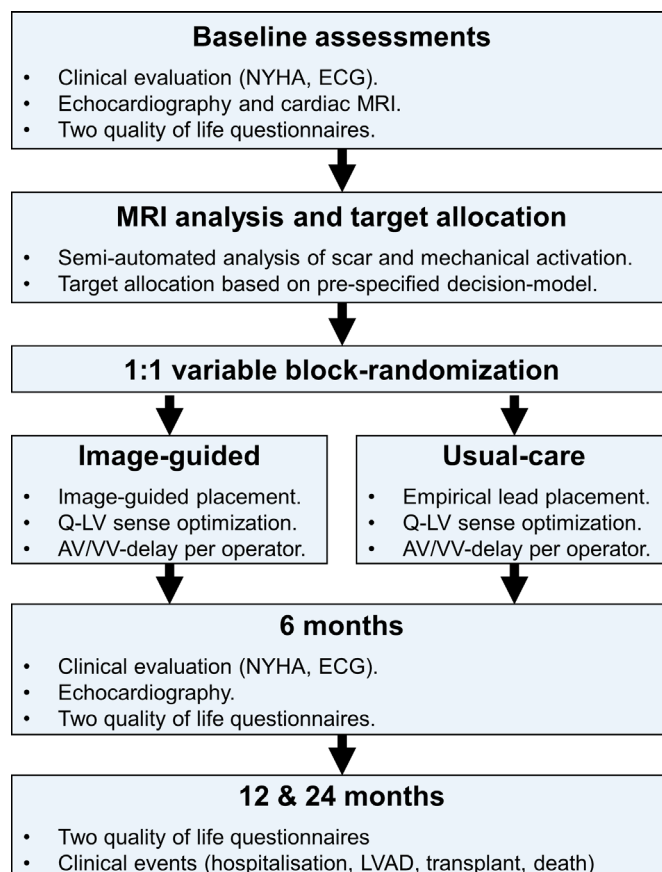 Baseline assessments
• Clinical evaluation (NYHA, ECG).
• Echocardiography and cardiac MRI.
• Two quality of life questionnaires.
MRI analysis and target allocation
• Semi-automated analysis of scar and mechanical activation.
• Target allocation based on pre-specified decision-model.
1:1 variable block-randomization
Image-guided
• Image-guided placement.
• Q-LV sense optimization.
• AV/VV-delay per operator.
Usual-care
• Empirical lead placement.
• Q-LV sense optimization.
• AV/VV-delay per operator.
6 months
• Clinical evaluation (NYHA, ECG).
• Echocardiography.
• Two quality of life questionnaires.
12 & 24 months
• Two quality of life questionnaires
• Clinical events (hospitalisation, LVAD, transplant, death)